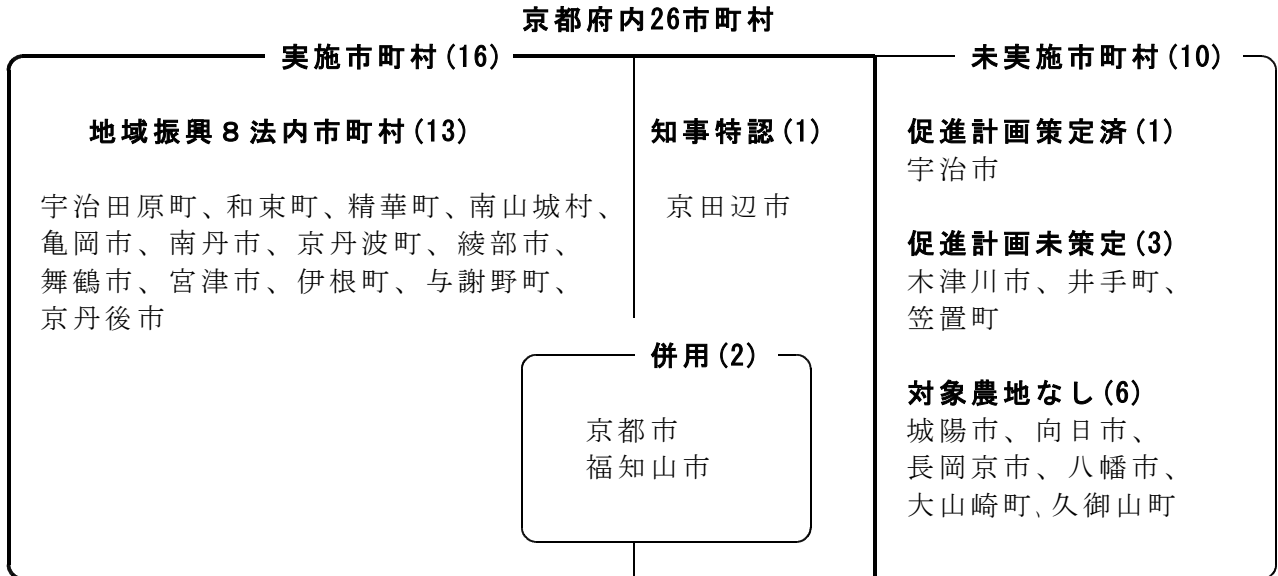 京都府内26市町村
実施市町村(16)
未実施市町村(10)
地域振興８法内市町村(13)
宇治田原町、和束町、精華町、南山城村、
亀岡市、南丹市、京丹波町、綾部市、
舞鶴市、宮津市、伊根町、与謝野町、
京丹後市
知事特認(1)
京田辺市
併用(2)
京都市
福知山市
促進計画策定済(1)
宇治市
促進計画未策定(3)
木津川市、井手町、
笠置町
対象農地なし(6)
城陽市、向日市、
長岡京市、八幡市、
大山崎町、久御山町